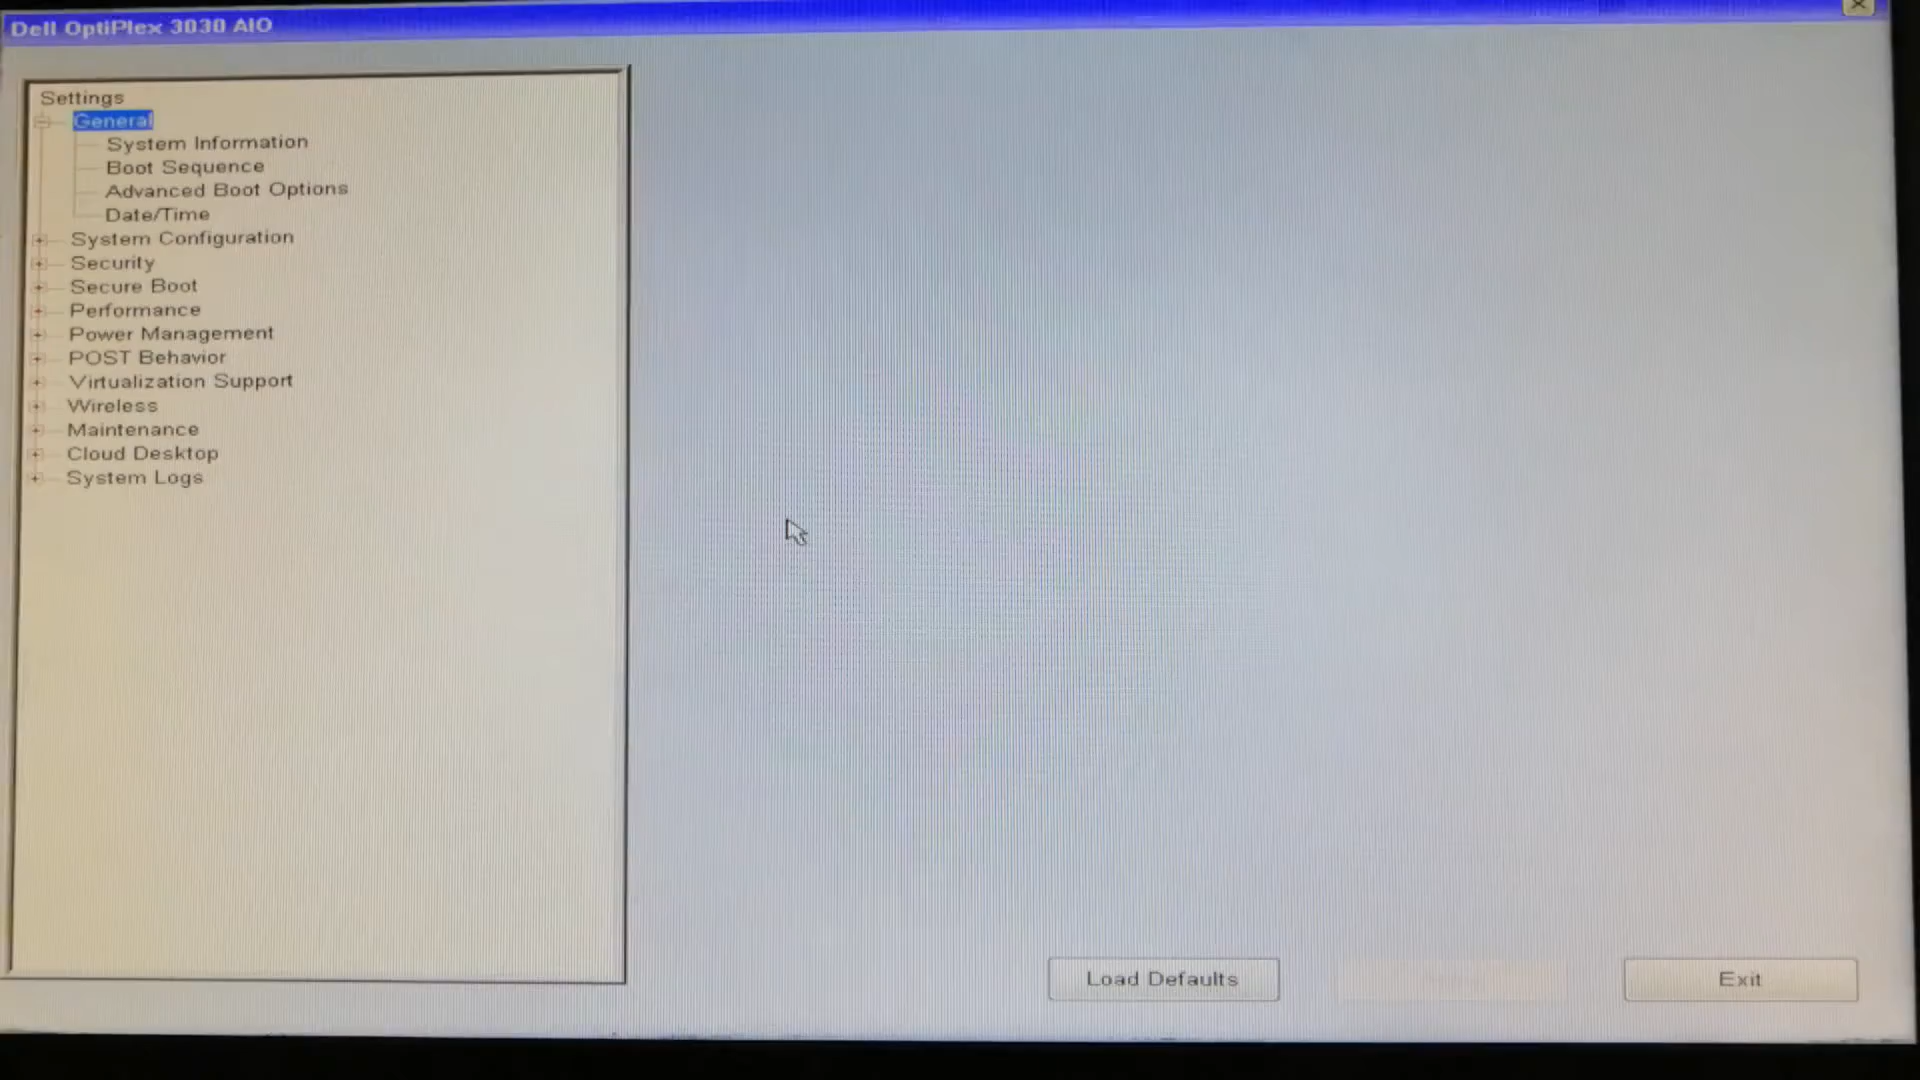 Dell OptiPlex 3030 AIO
Settings
General
System Information
Boot Sequence
Advanced Boot Options
Date/Time
System Configuration
Security
Secure Boot
Performance
Power Management
POST Behavior
Virtualization Support
Wireless
Maintenance
Cloud Desktop
System Logs
Load Defaults
Exit